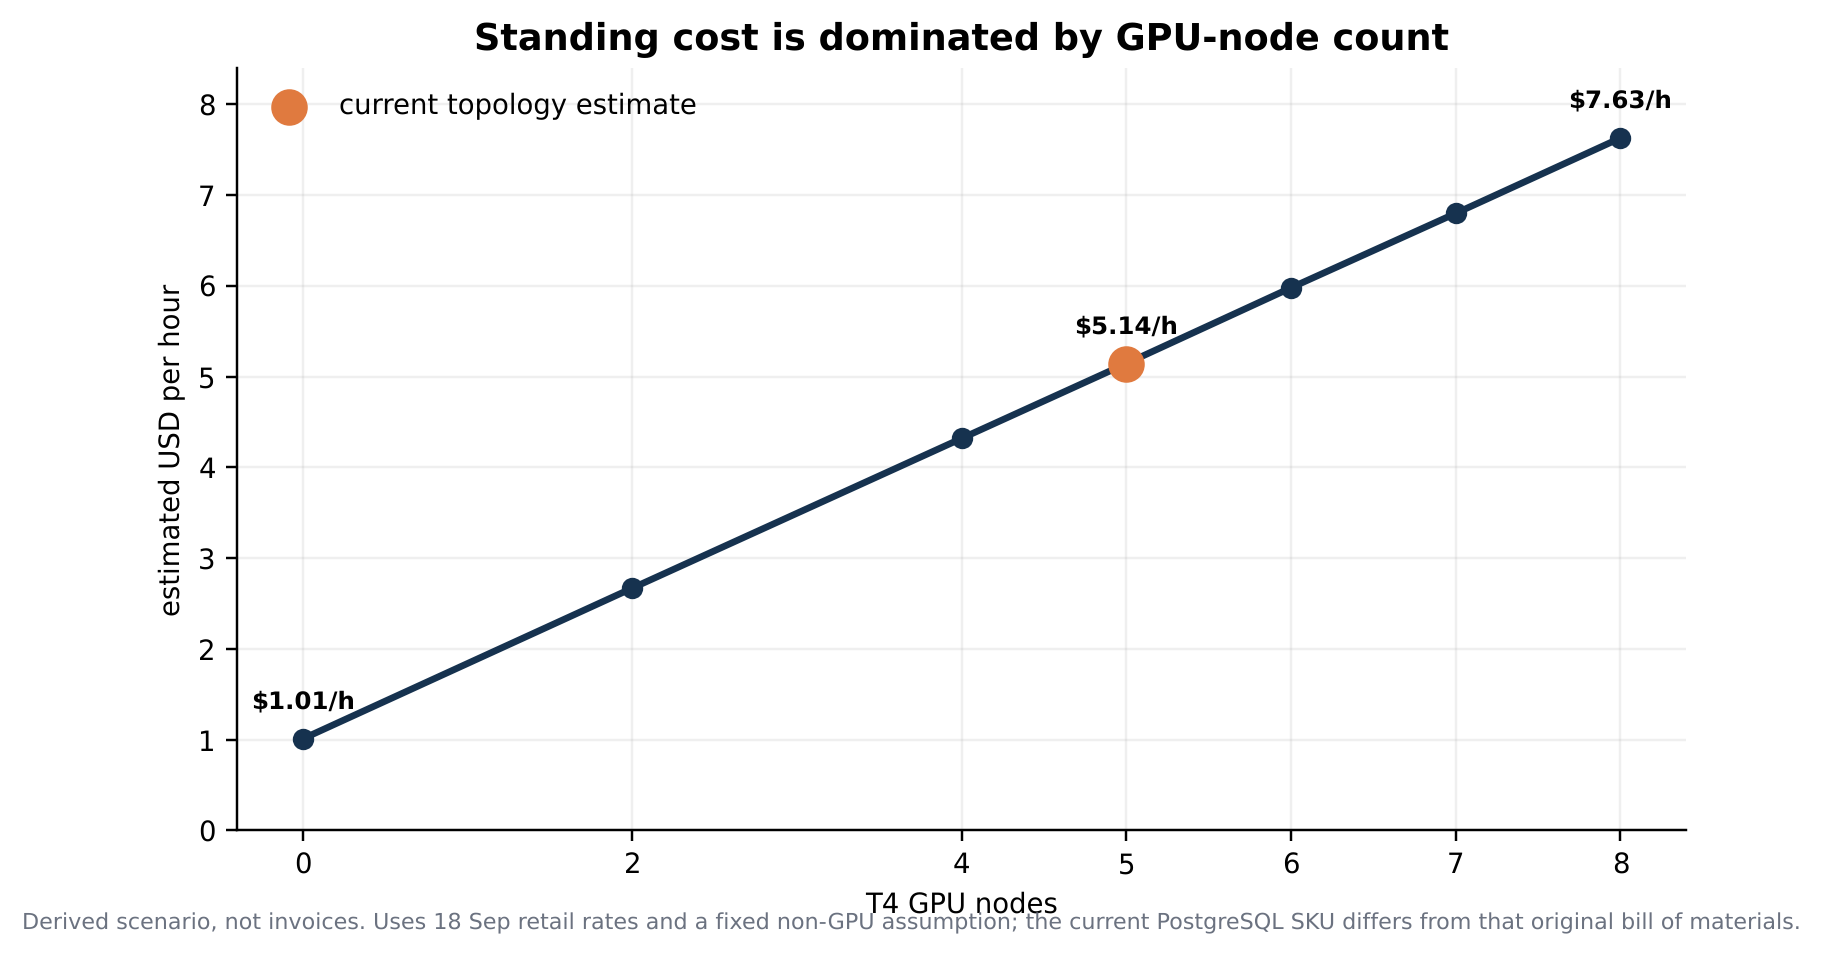 Standing cost is dominated by GPU-node count
current topology estimate
$7.63/h
$5.14/h
$1.01/h
estimated USD per hour
8
7
6
5
4
3
2
1
0
0 2 4 5 6 7 8
T4 GPU nodes
Derived scenario, not invoices. Uses 18 Sep retail rates and a fixed non-GPU assumption; the current PostgreSQL SKU differs from that original bill of materials.